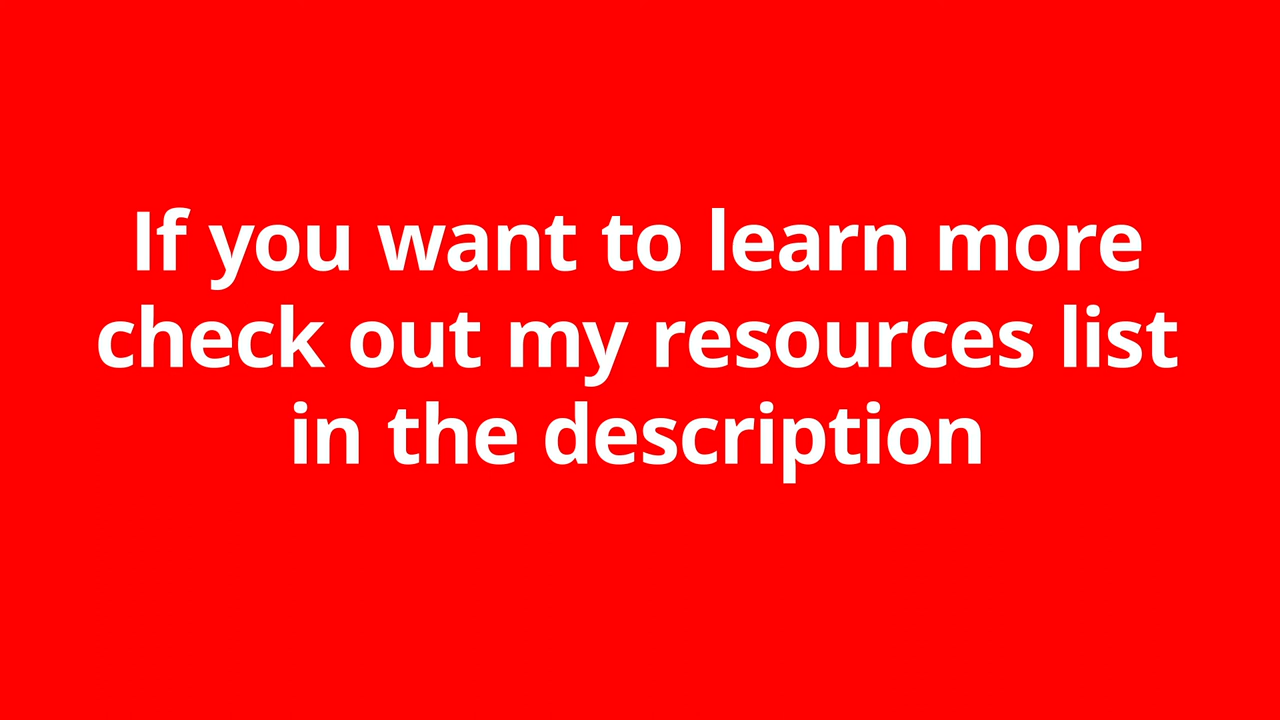 If you want to learn more
check out my resources list
in the description